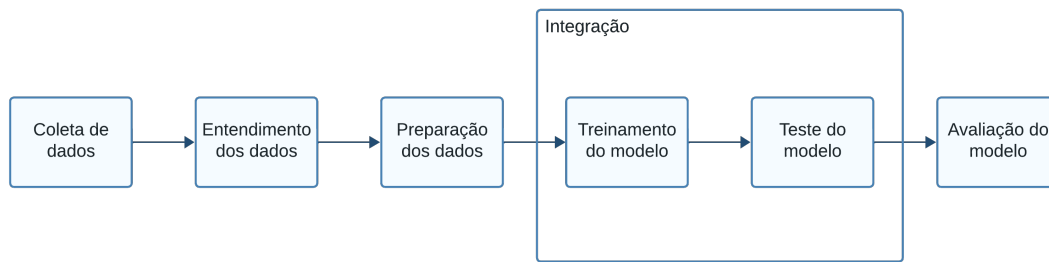 Integração
Coleta de
dados
Entendimento
dos dados
Preparação
dos dados
Treinamento
do modelo
Teste do
modelo
Avaliação do
modelo